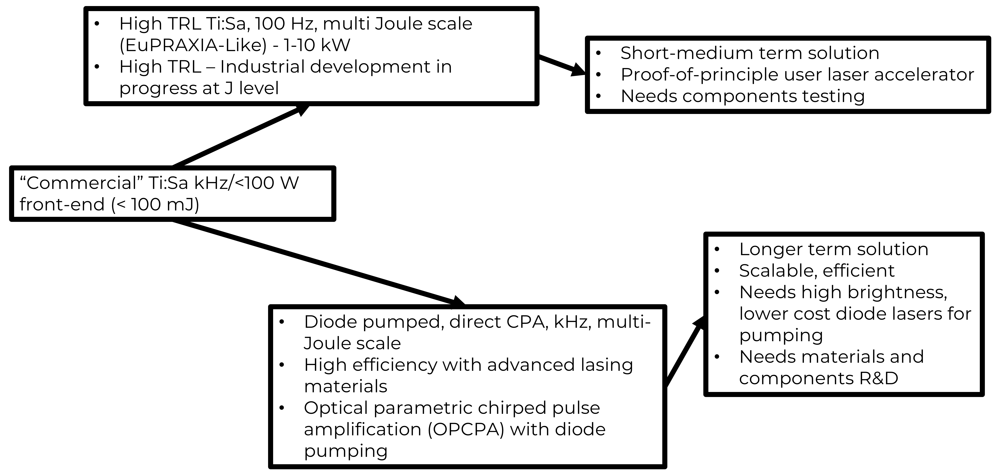 • High TRL Ti:Sa, 100 Hz, multi Joule scale
(EuPRAXIA-Like) - 1-10 kW
• High TRL – Industrial development in
progress at J level
• Short-medium term solution
• Proof-of-principle user laser accelerator
• Needs components testing
“Commercial” Ti:Sa kHz/<100 W
front-end (< 100 mJ)
• Diode pumped, direct CPA, kHz, multi-
Joule scale
• High efficiency with advanced lasing
materials
• Optical parametric chirped pulse
amplification (OPCPA) with diode
pumping
• Longer term solution
• Scalable, efficient
• Needs high brightness,
lower cost diode lasers for
pumping
• Needs materials and
components R&D